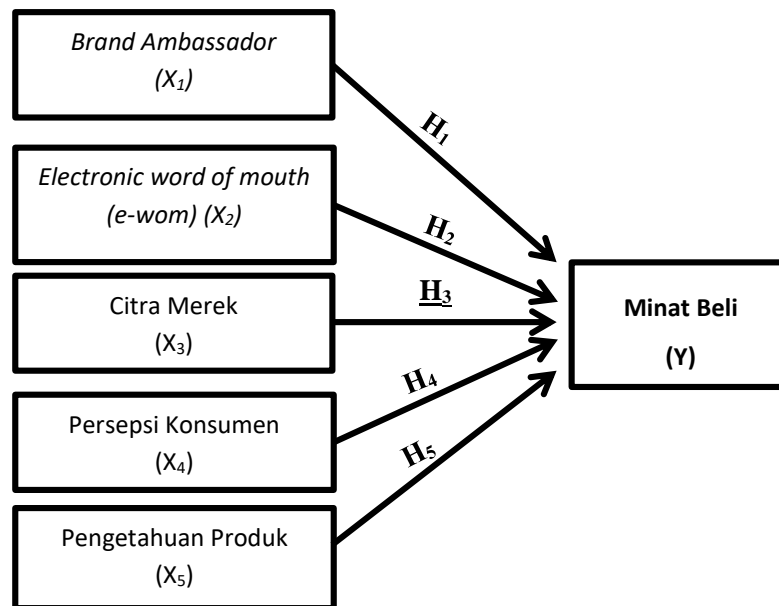 Brand Ambassador
(X₁)
H₁
Electronic word of mouth
(e-wom) (X₂)
H₂
Citra Merek
(X₃)
H₃
Minat Beli
(Y)
Persepsi Konsumen
(X₄)
H₄
Pengetahuan Produk
(X₅)
H₅